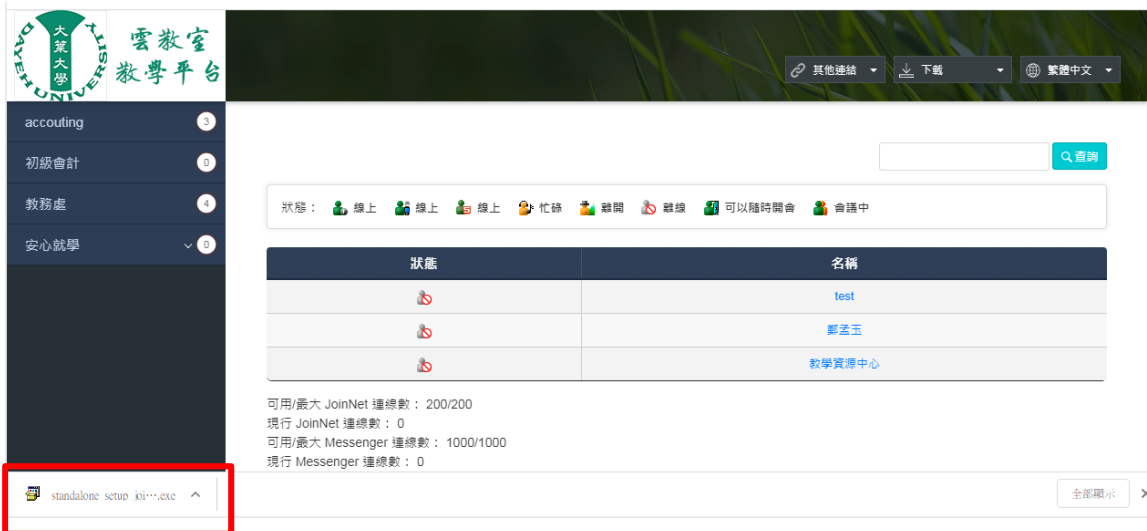 DAYEH UNIVERSITY
大葉大學
雲教室
教學平台
其他連結
下載
繁體中文
accouting 3
初級會計 0
教務處 4
安心就學 0
查詢
狀態： 線上 線上 線上 忙碌 離開 離線 可以隨時開會 會議中
狀態 名稱
test
鄭孟玉
教學資源中心
可用/最大 JoinNet 連線數： 200/200
現行 JoinNet 連線數： 0
可用/最大 Messenger 連線數： 1000/1000
現行 Messenger 連線數： 0
standalone_setup_joi⋯.exe
全部顯示